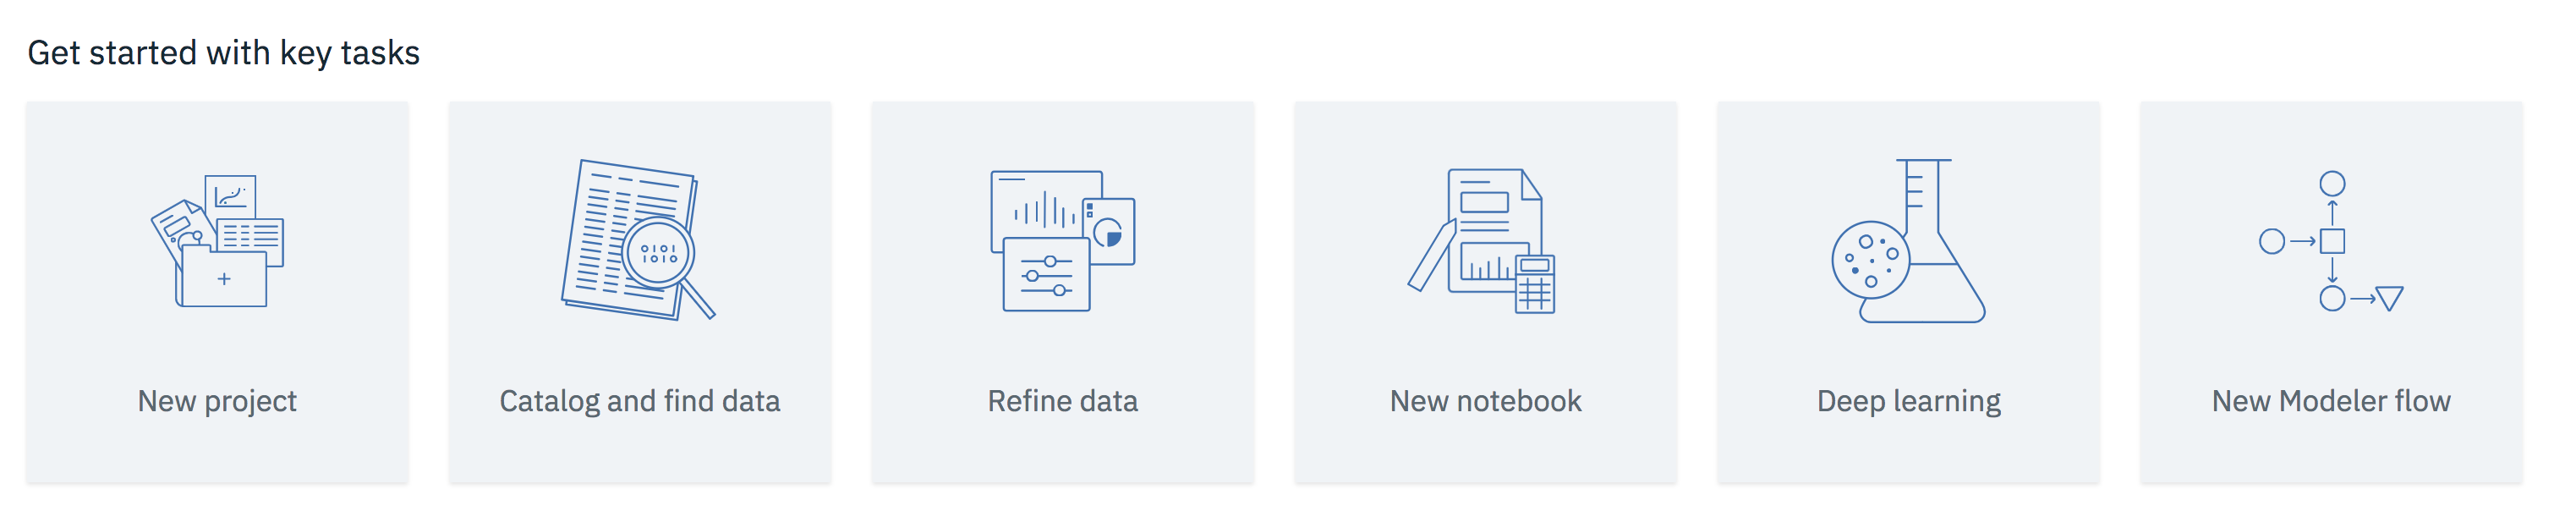 Get started with key tasks
New project
Catalog and find data
Refine data
New notebook
Deep learning
New Modeler flow